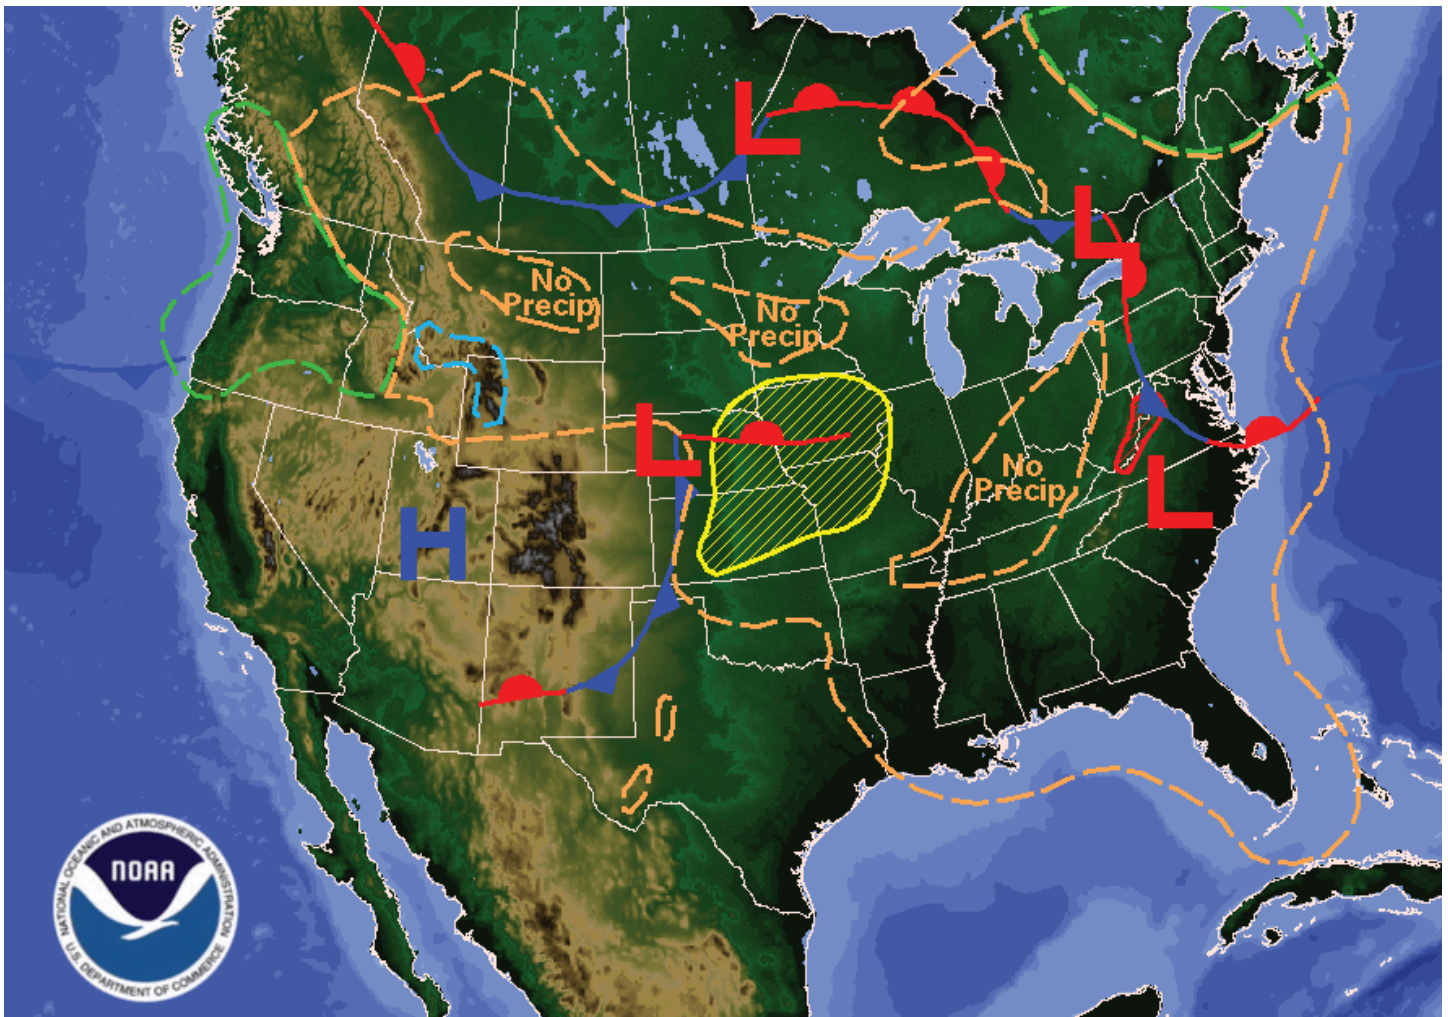 L
L
No
Precip
No
Precip
L
No
Precip
L
H
NATIONAL OCEANIC AND ATMOSPHERIC ADMINISTRATION
NOAA
U.S. DEPARTMENT OF COMMERCE